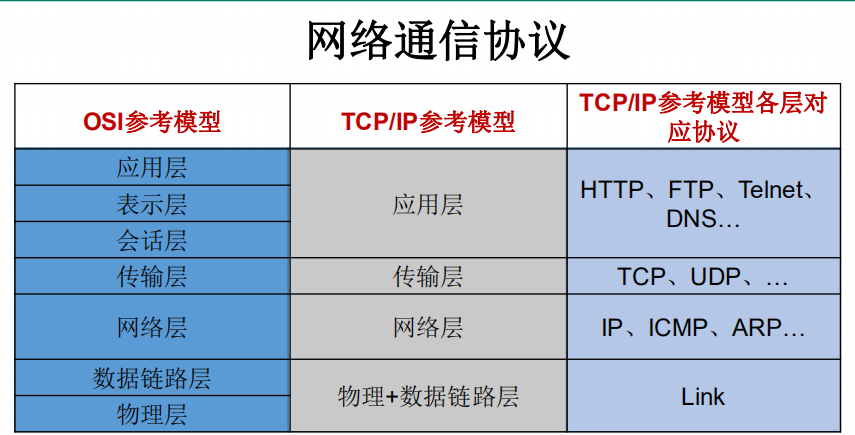 网络通信协议
OSI参考模型
TCP/IP参考模型
TCP/IP参考模型各层对
应协议
应用层
表示层
会话层
应用层
HTTP、FTP、Telnet、
DNS…
传输层
传输层
TCP、UDP、…
网络层
网络层
IP、ICMP、ARP…
数据链路层
物理层
物理+数据链路层
Link